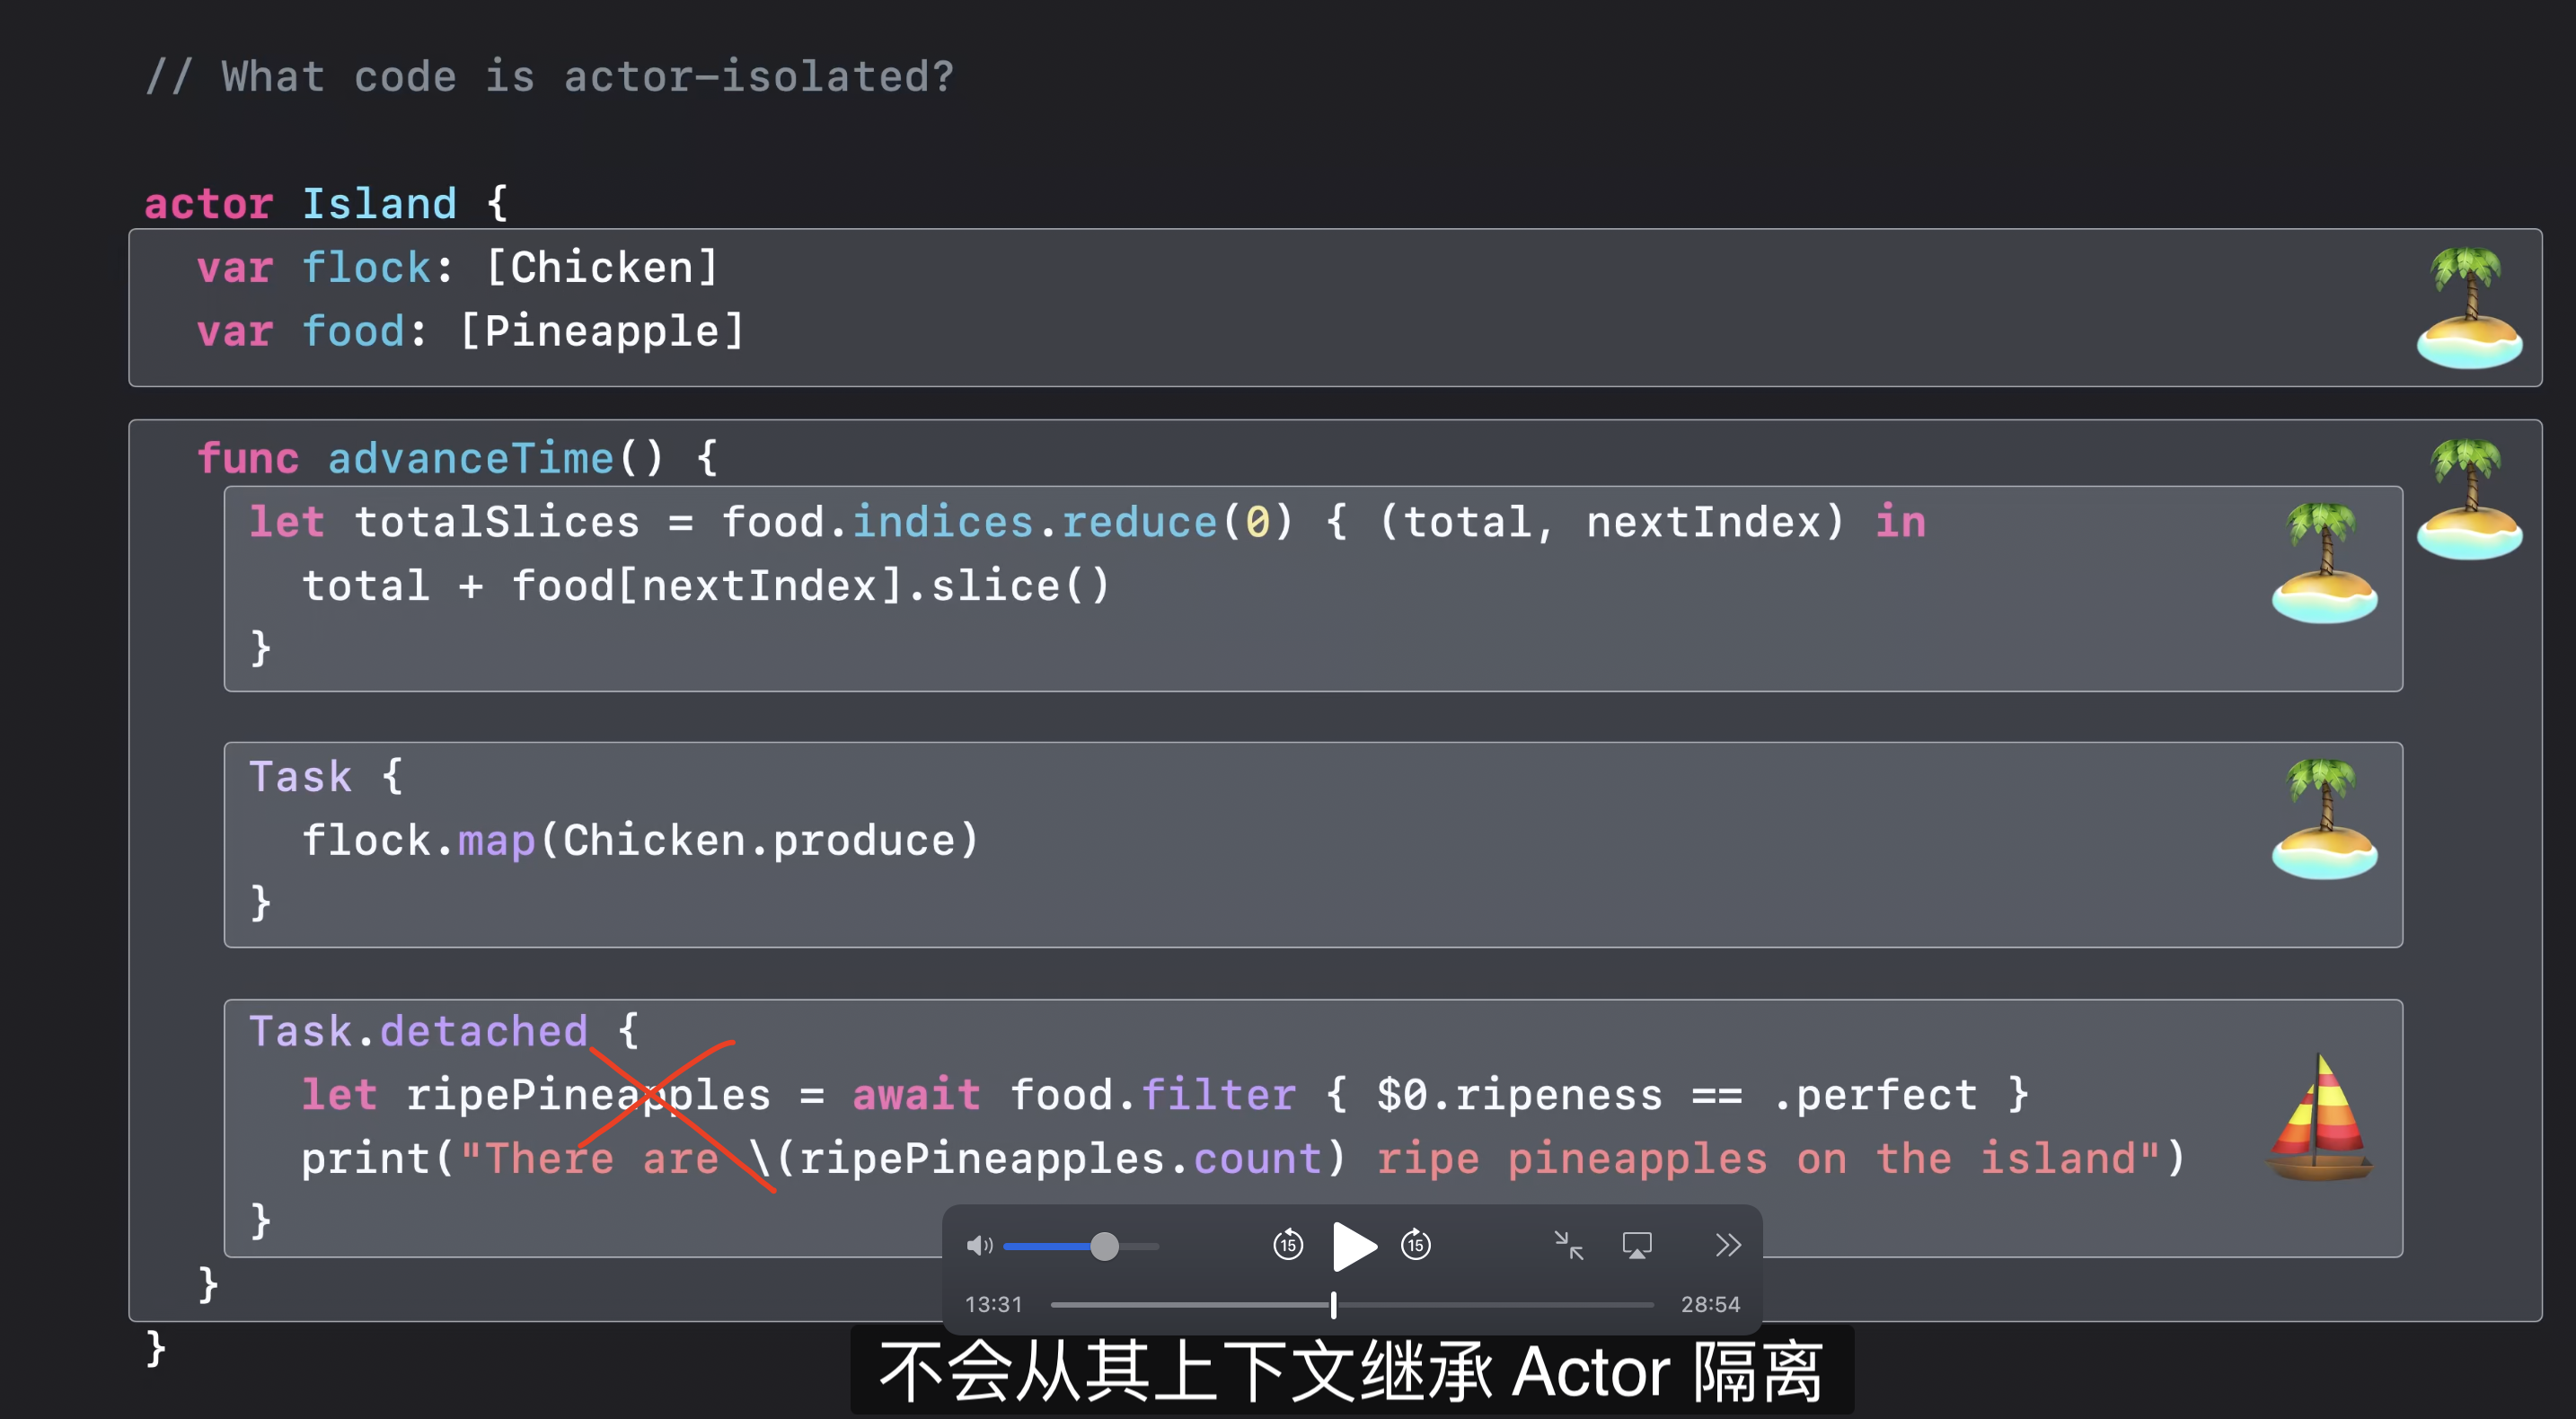 // What code is actor-isolated?
actor Island {
var flock: [Chicken]
var food: [Pineapple]
func advanceTime() {
let totalSlices = food.indices.reduce(0) { (total, nextIndex) in
total + food[nextIndex].slice()
}
Task {
flock.map(Chicken.produce)
}
Task.detached {
let ripePineapples = await food.filter { $0.ripeness == .perfect }
print("There are \(ripePineapples.count) ripe pineapples on the island")
}
}
}
15
15
13:31
28:54
不会从其上下文继承 Actor 隔离